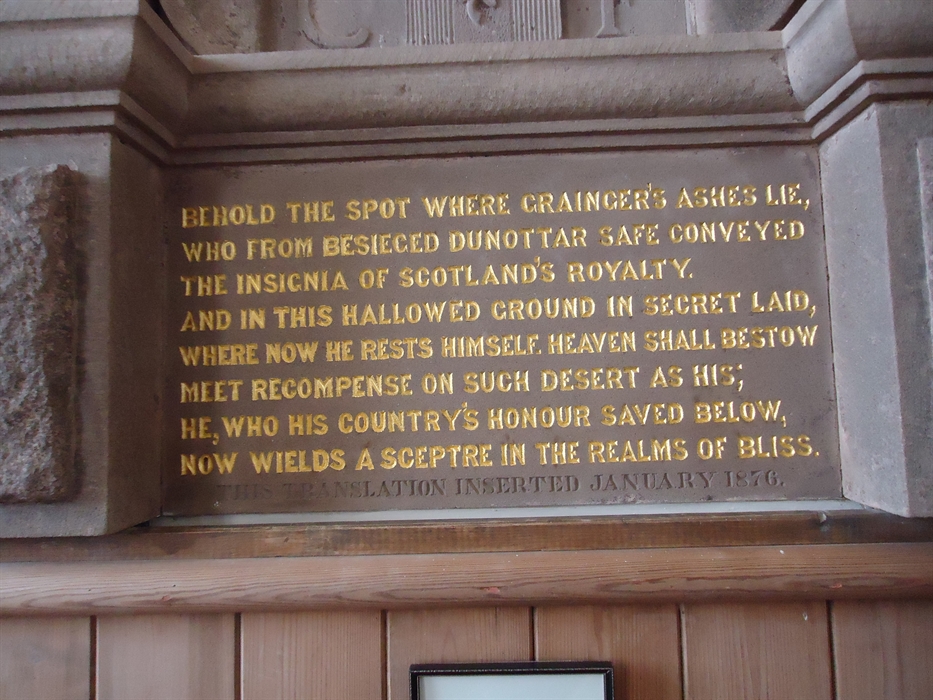 BEHOLD THE SPOT WHERE GRAINGER'S ASHES LIE,
WHO FROM BESIEGED DUNOTTAR SAFE CONVEYED
THE INSIGNIA OF SCOTLAND'S ROYALTY.
AND IN THIS HALLOWED GROUND IN SECRET LAID,
WHERE NOW HE RESTS HIMSELF. HEAVEN SHALL BESTOW
MEET RECOMPENSE ON SUCH DESERT AS HIS;
HE, WHO HIS COUNTRY'S HONOUR SAVED BELOW,
NOW WIELDS A SCEPTRE IN THE REALMS OF BLISS.
THIS TRANSLATION INSERTED JANUARY 1876.